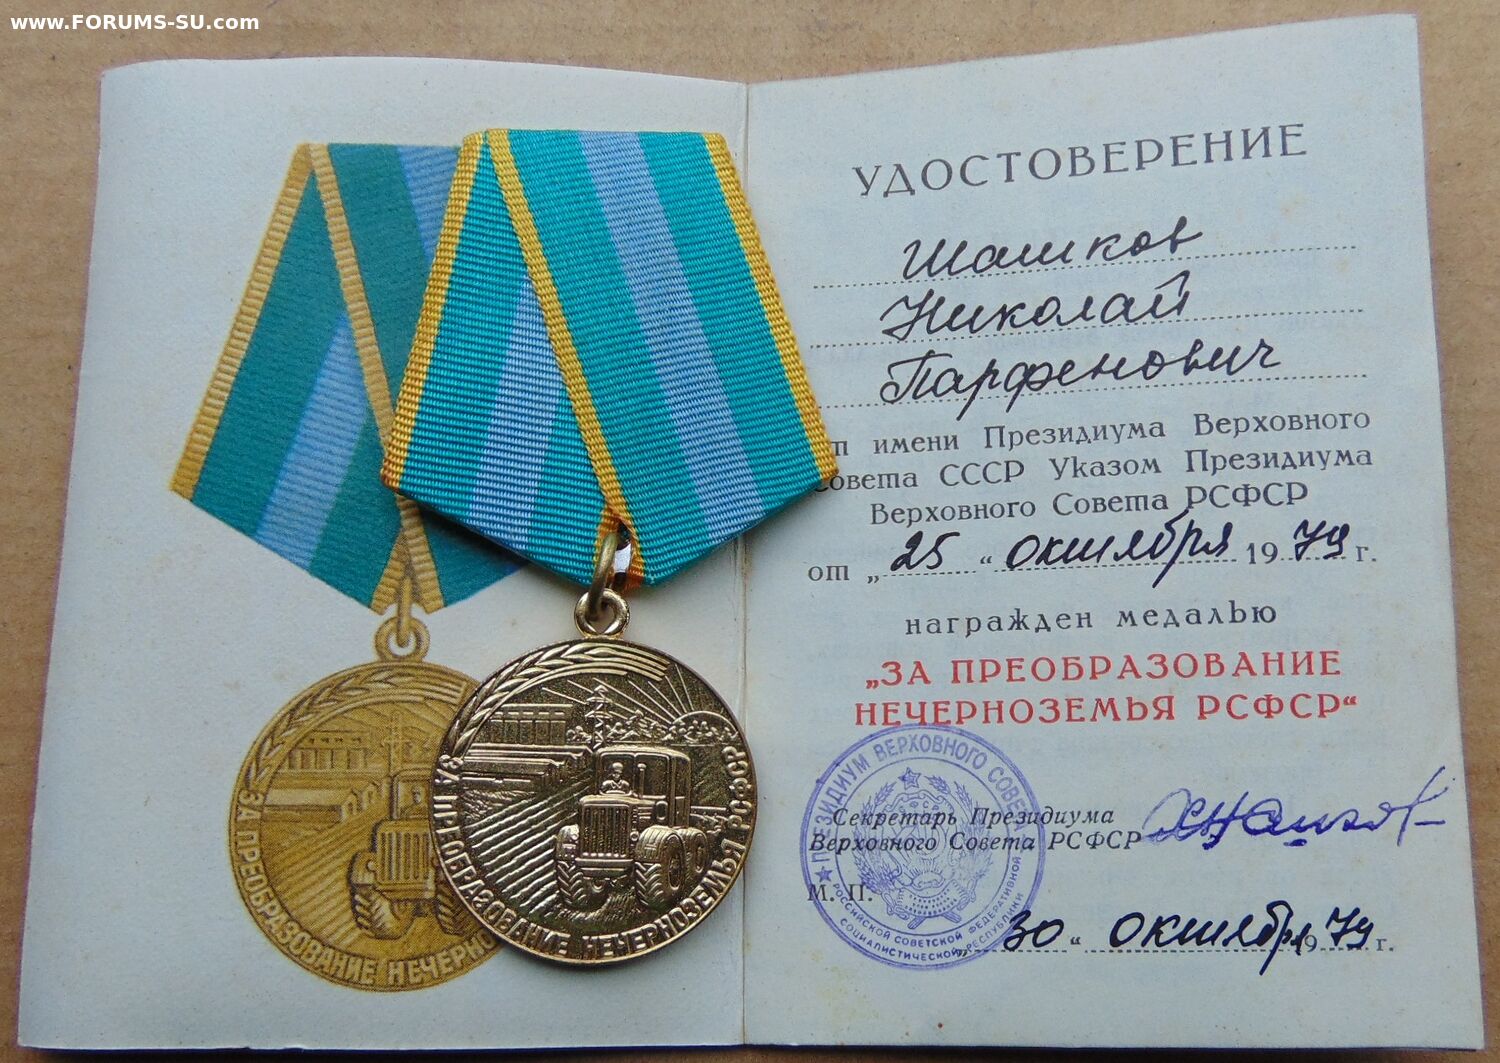 www.FORUMS-SU.com
УДОСТОВЕРЕНИЕ
Шашков
Николай
Парфенович
имени Президиума Верховного
Совета СССР Указом Президиума
Верховного Совета РСФСР
от „25“ октября 1979 г.
награжден медалью
„ЗА ПРЕОБРАЗОВАНИЕ
НЕЧЕРНОЗЕМЬЯ РСФСР“
Секретарь Президиума
Верховного Совета РСФСР
М. П.
„30“ октября 1979 г.
ПРЕЗИДИУМ ВЕРХОВНОГО СОВЕТА
РОССИЙСКОЙ СОВЕТСКОЙ ФЕДЕРАТИВНОЙ
СОЦИАЛИСТИЧЕСКОЙ РЕСПУБЛИКИ
ЗА ПРЕОБРАЗОВАНИЕ НЕЧЕРНОЗЕМЬЯ РСФСР
ЗА ПРЕОБРАЗОВАНИЕ НЕЧЕРНО